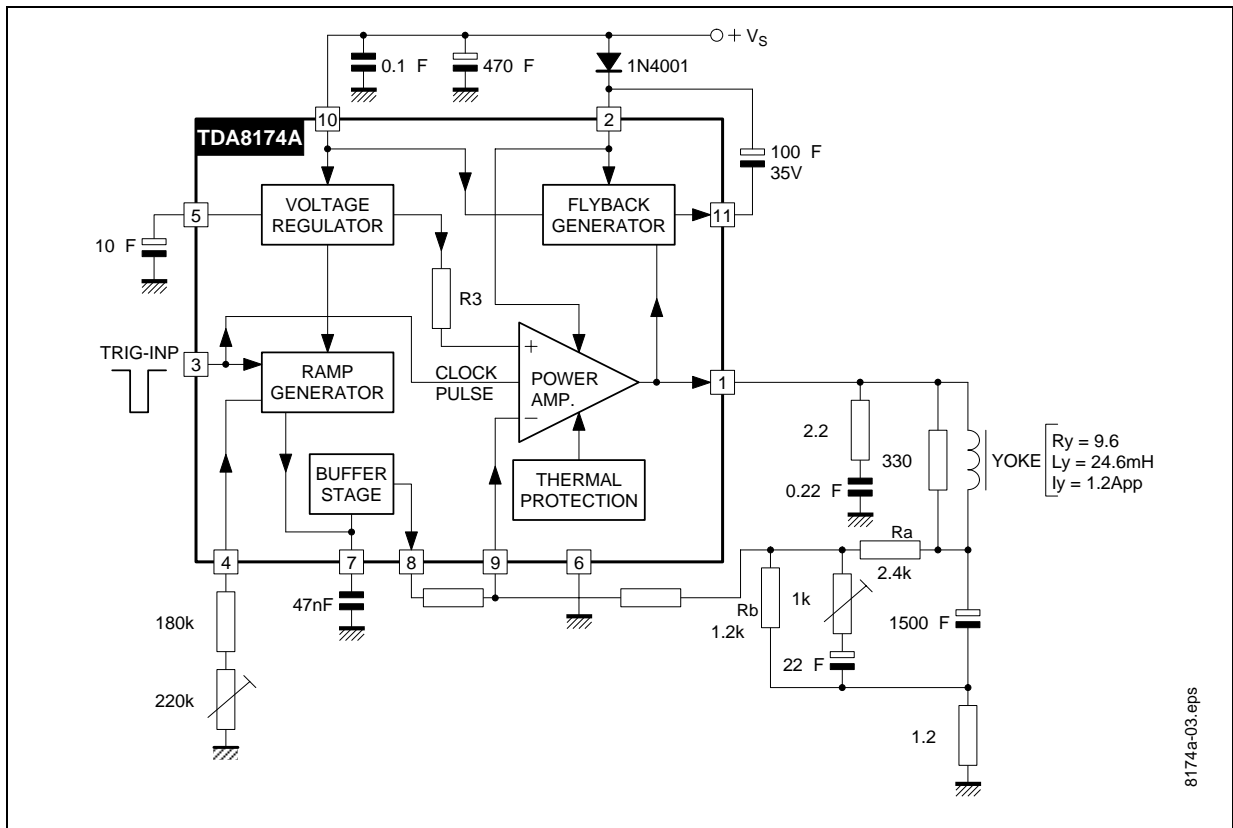 + VS
0.1 F
470 F
1N4001
10
2
TDA8174A
100 F
35V
5
VOLTAGE
REGULATOR
FLYBACK
GENERATOR
11
10 F
R3
TRIG-INP
3
RAMP
GENERATOR
CLOCK
PULSE
+
POWER
AMP.
−
1
2.2
330
YOKE
Ry = 9.6
Ly = 24.6mH
Iy = 1.2App
BUFFER
STAGE
THERMAL
PROTECTION
0.22 F
Ra
2.4k
4
7
8
9
6
47nF
180k
220k
Rb
1.2k
1k
22 F
1500 F
1.2
8174a-03.eps